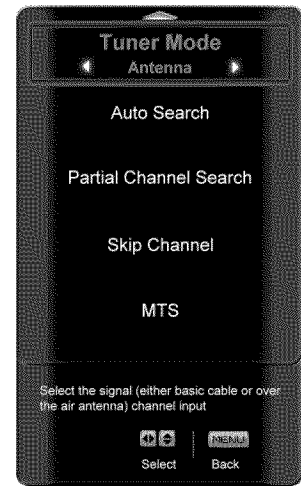 Tuner Mode
Antenna
Auto Search
Partial Channel Search
Skip Channel
MTS
Select the signal (either basic cable or over
the air antenna) channel input
MENU
Select Back